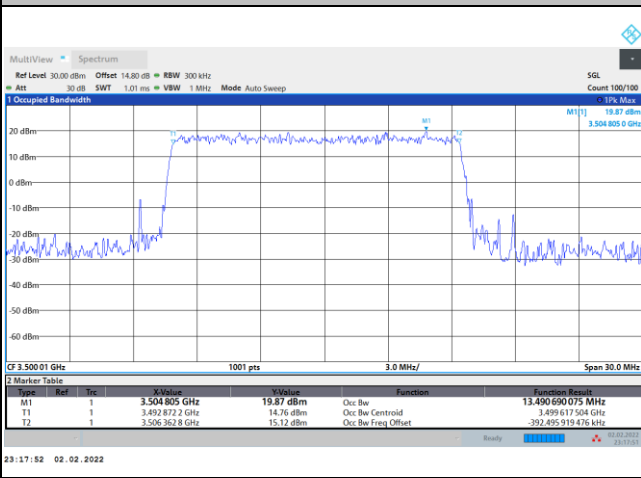 MultiView Spectrum
Ref Level 30.00 dBm Offset 14.80 dB RBW 300 kHz SGL
Att 30 dB SWT 1.01 ms VBW 1 MHz Mode Auto Sweep Count 100/100
1 Occupied Bandwidth 1Pk Max
M1[1] 19.87 dBm
3.504 805 0 GHz
M1
T1 T2
20 dBm
10 dBm
0 dBm
-10 dBm
-20 dBm
-30 dBm
-40 dBm
-50 dBm
-60 dBm
CF 3.500 01 GHz 1001 pts 3.0 MHz/ Span 30.0 MHz
2 Marker Table
Type Ref Trc X-Value Y-Value Function Function Result
M1 1 3.504 805 GHz 19.87 dBm Occ Bw 13.490 690 075 MHz
T1 1 3.492 872 2 GHz 14.76 dBm Occ Bw Centroid 3.499 617 504 GHz
T2 1 3.506 362 8 GHz 15.12 dBm Occ Bw Freq Offset -392.495 919 476 kHz
Ready 02.02.2022
23:17:51
23:17:52 02.02.2022